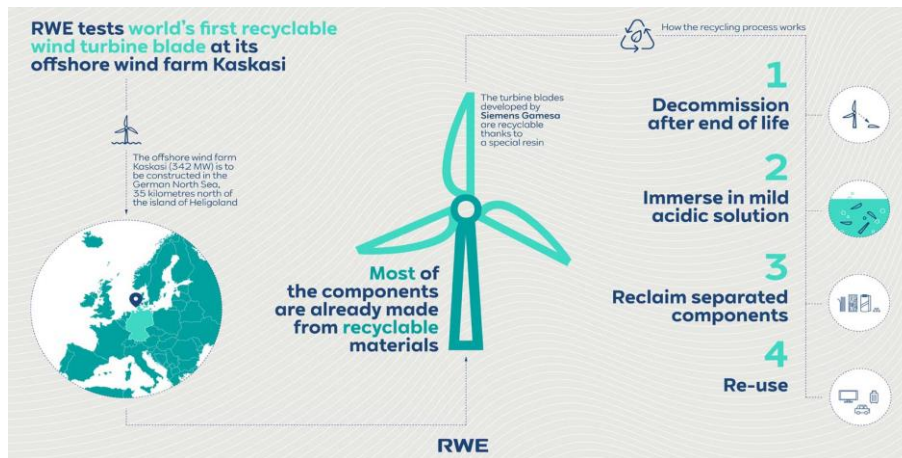 RWE tests world's first recyclable
wind turbine blade at its
offshore wind farm Kaskasi
The offshore wind farm
Kaskasi (342 MW) is to
be constructed in the
German North Sea,
35 kilometres north of
the island of Heligoland
The turbine blades
developed by
Siemens Gamesa
are recyclable
thanks to
a special resin
Most of
the components
are already made
from recyclable
materials
How the recycling process works
1
Decommission
after end of life
2
Immerse in mild
acidic solution
3
Reclaim separated
components
4
Re-use
RWE